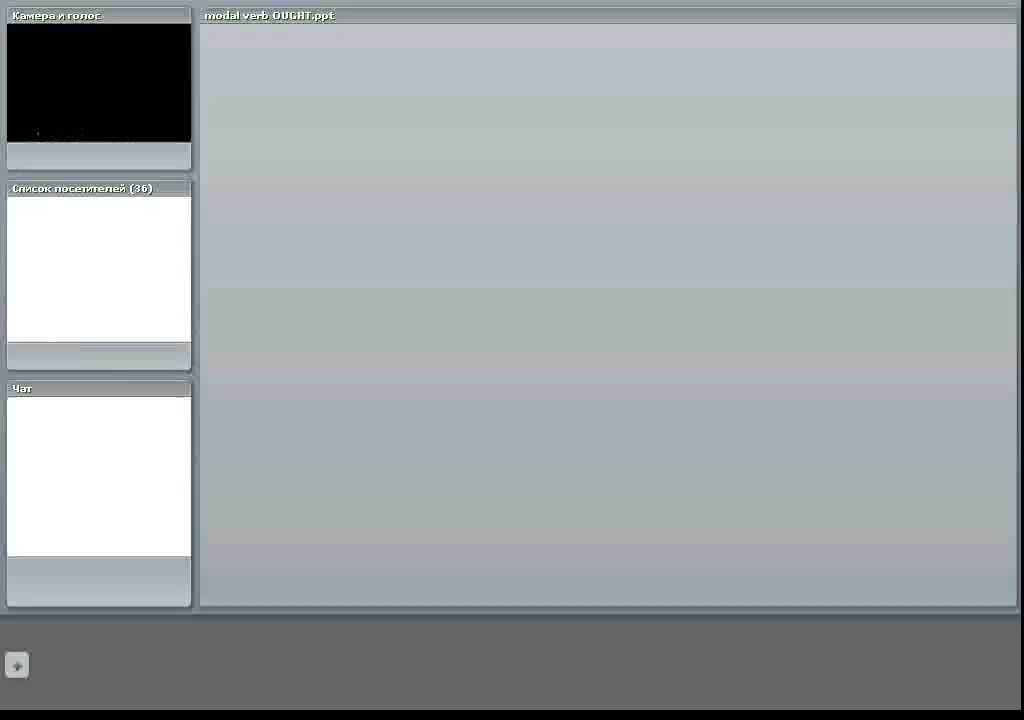 Камера и голос
modal verb OUGHT.ppt
Список посетителей (36)
Чат